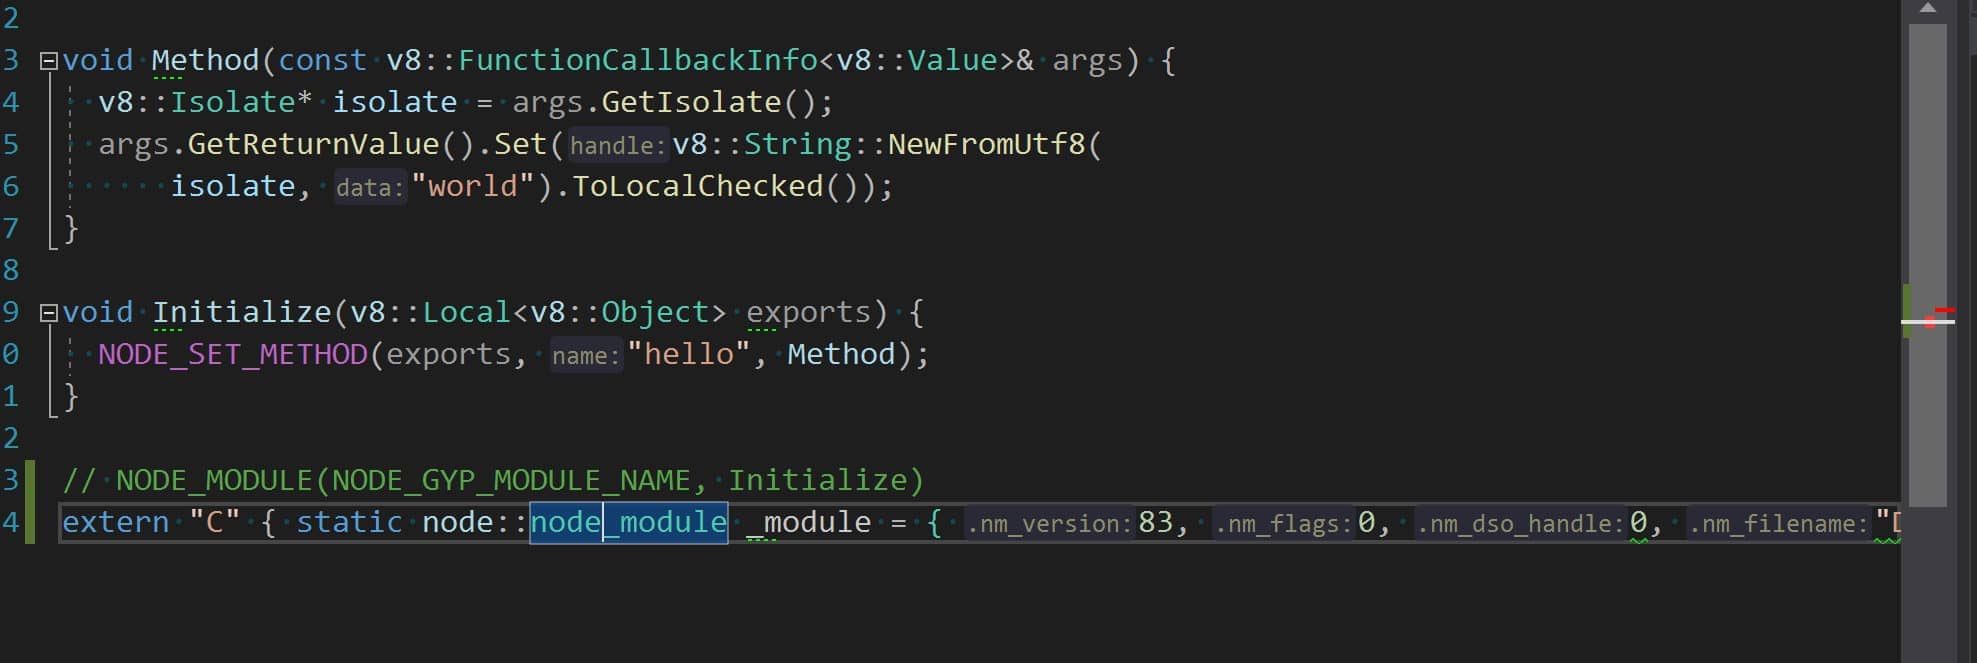 2
3 void Method(const v8::FunctionCallbackInfo<v8::Value>& args) {
4 v8::Isolate* isolate = args.GetIsolate();
5 args.GetReturnValue().Set(handle:v8::String::NewFromUtf8(
6 isolate, data:"world").ToLocalChecked());
7 }
8
9 void Initialize(v8::Local<v8::Object> exports) {
0 NODE_SET_METHOD(exports, name:"hello", Method);
1 }
2
3 // NODE_MODULE(NODE_GYP_MODULE_NAME, Initialize)
4 extern "C" { static node::node_module _module = { .nm_version:83, .nm_flags:0, .nm_dso_handle:0, .nm_filename:"